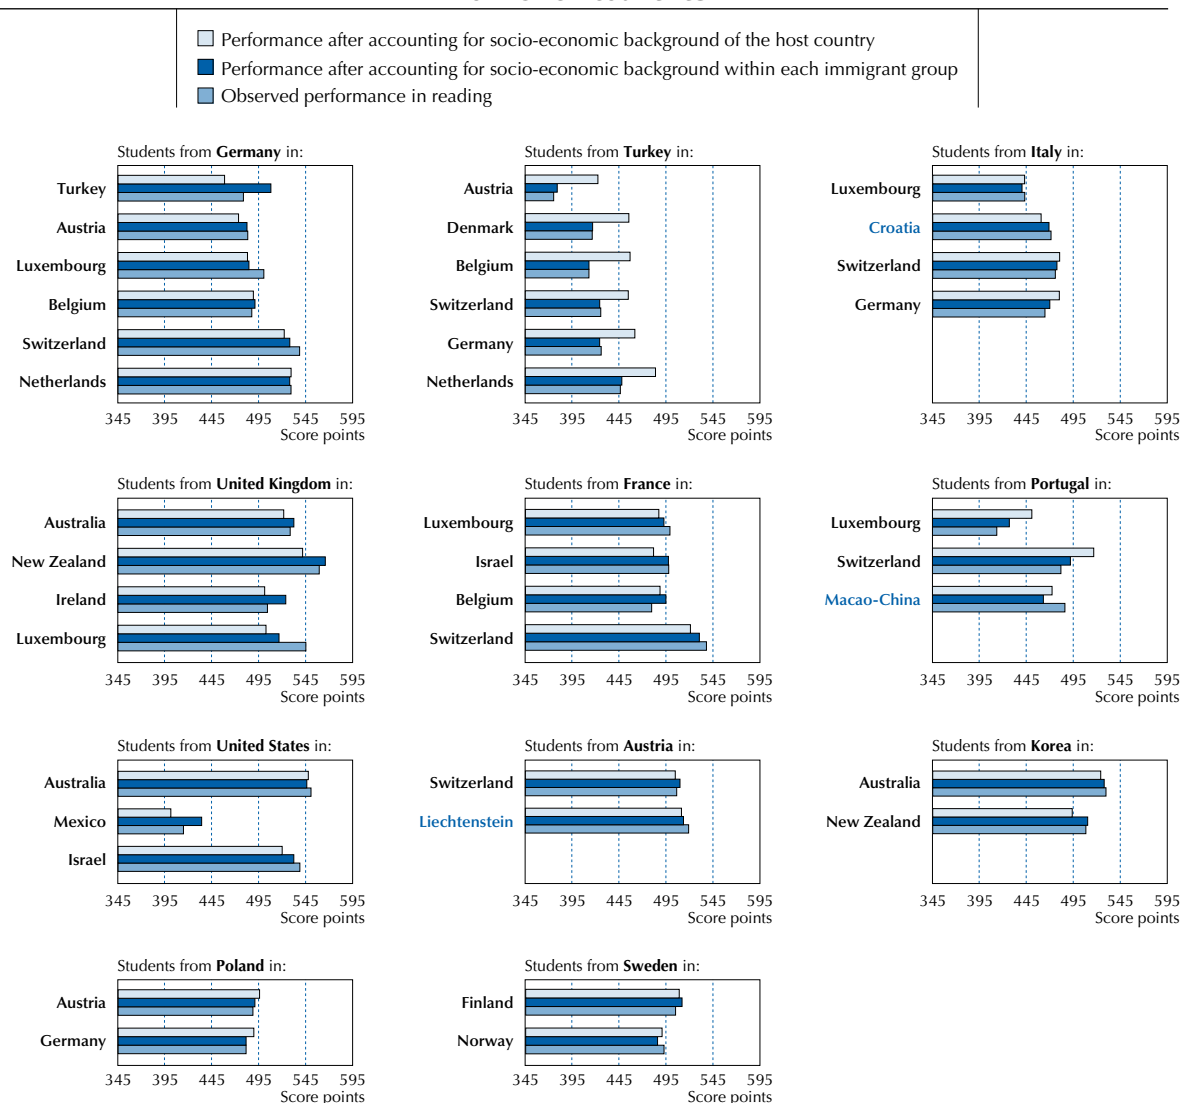 Performance after accounting for socio-economic background of the host country
Performance after accounting for socio-economic background within each immigrant group
Observed performance in reading
Students from Germany in:
Turkey
Austria
Luxembourg
Belgium
Switzerland
Netherlands
345 395 445 495 545 595
Score points
Students from Turkey in:
Austria
Denmark
Belgium
Switzerland
Germany
Netherlands
345 395 445 495 545 595
Score points
Students from Italy in:
Luxembourg
Croatia
Switzerland
Germany
345 395 445 495 545 595
Score points
Students from United Kingdom in:
Australia
New Zealand
Ireland
Luxembourg
345 395 445 495 545 595
Score points
Students from France in:
Luxembourg
Israel
Belgium
Switzerland
345 395 445 495 545 595
Score points
Students from Portugal in:
Luxembourg
Switzerland
Macao-China
345 395 445 495 545 595
Score points
Students from United States in:
Australia
Mexico
Israel
345 395 445 495 545 595
Score points
Students from Austria in:
Switzerland
Liechtenstein
345 395 445 495 545 595
Score points
Students from Korea in:
Australia
New Zealand
345 395 445 495 545 595
Score points
Students from Poland in:
Austria
Germany
345 395 445 495 545 595
Score points
Students from Sweden in:
Finland
Norway
345 395 445 495 545 595
Score points